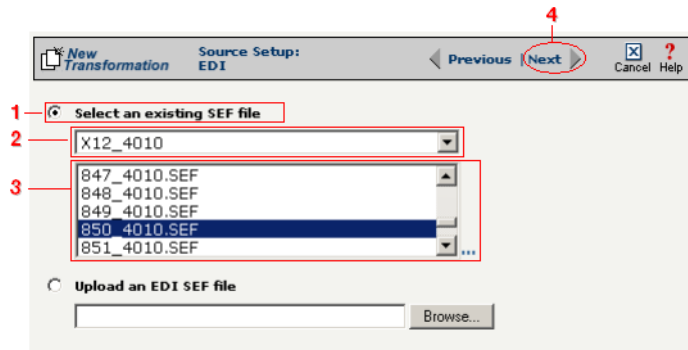 4
New Transformation
Source Setup: EDI
Previous | Next
Cancel Help
1 Select an existing SEF file
2 X12_4010
847_4010.SEF
3 848_4010.SEF
849_4010.SEF
850_4010.SEF
851_4010.SEF
...
Upload an EDI SEF file
Browse...